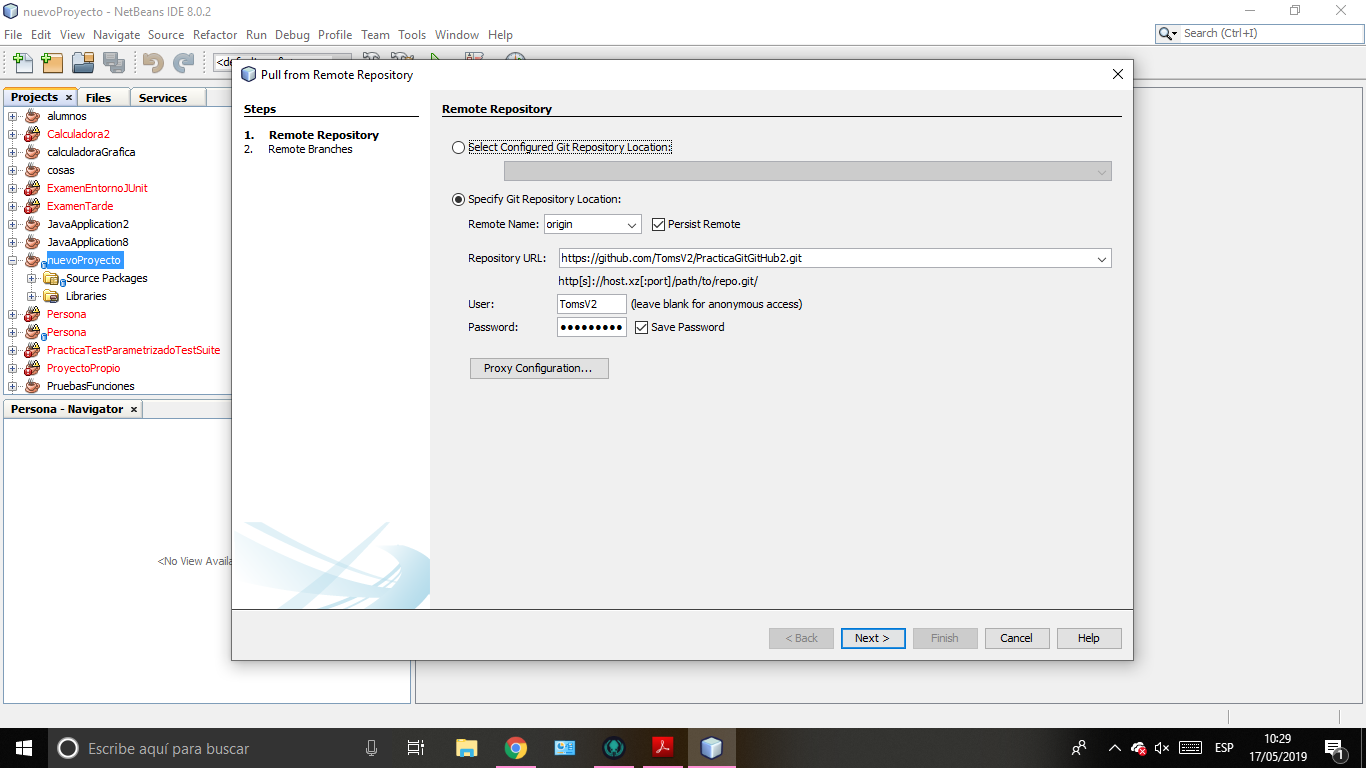 nuevoProyecto - NetBeans IDE 8.0.2
File Edit View Navigate Source Refactor Run Debug Profile Team Tools Window Help
Search (Ctrl+I)
Pull from Remote Repository
Projects
Files
Services
alumnos
Calculadora2
calculadoraGrafica
cosas
ExamenEntornoJUnit
ExamenTarde
JavaApplication2
JavaApplication8
nuevoProyecto
Source Packages
Libraries
Persona
Persona
PracticaTestParametrizadoTestSuite
ProyectoPropio
PruebasFunciones
Persona - Navigator
<No View Availa
Steps
1. Remote Repository
2. Remote Branches
Remote Repository
Select Configured Git Repository Location:
Specify Git Repository Location:
Remote Name: origin Persist Remote
Repository URL: https://github.com/TomsV2/PracticaGitGitHub2.git
http[s]://host.xz[:port]/path/to/repo.git/
User: TomsV2 (leave blank for anonymous access)
Password: ●●●●●●●●● Save Password
Proxy Configuration...
< Back Next > Finish Cancel Help
Escribe aquí para buscar
ESP
10:29
17/05/2019
1